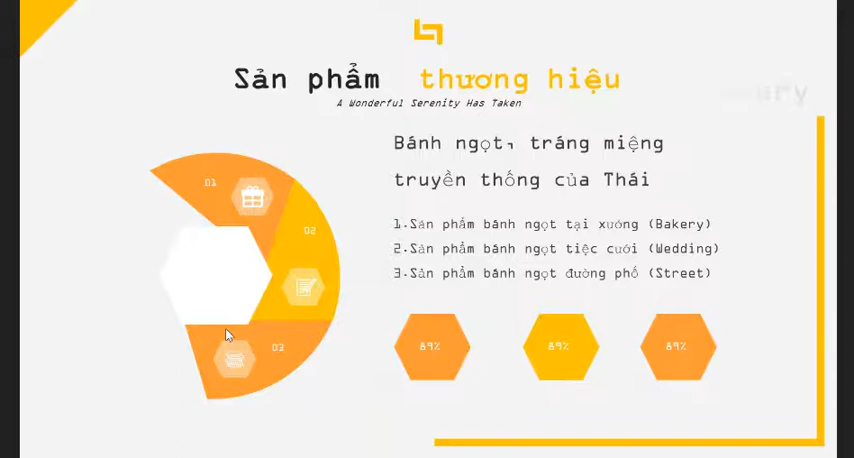 Sản phẩm thương hiệu
A Wonderful Serenity Has Taken
Bánh ngọt, tráng miệng
truyền thống của Thái
1.Sản phẩm bánh ngọt tại xưởng (Bakery)
2.Sản phẩm bánh ngọt tiệc cưới (Wedding)
3.Sản phẩm bánh ngọt đường phố (Street)
01
02
03
89%
89%
89%